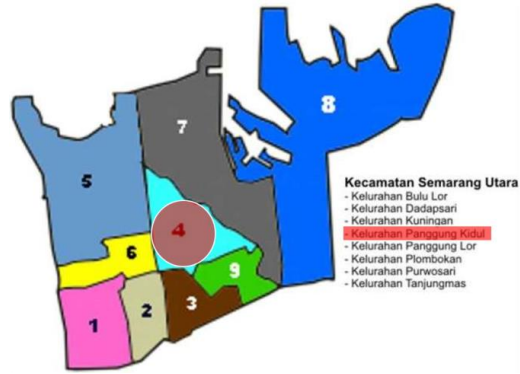 8
7
5
4
6
9
1
2
3
Kecamatan Semarang Utara
- Kelurahan Bulu Lor
- Kelurahan Dadapsari
- Kelurahan Kuningan
- Kelurahan Panggung Kidul
- Kelurahan Panggung Lor
- Kelurahan Plombokan
- Kelurahan Purwosari
- Kelurahan Tanjungmas